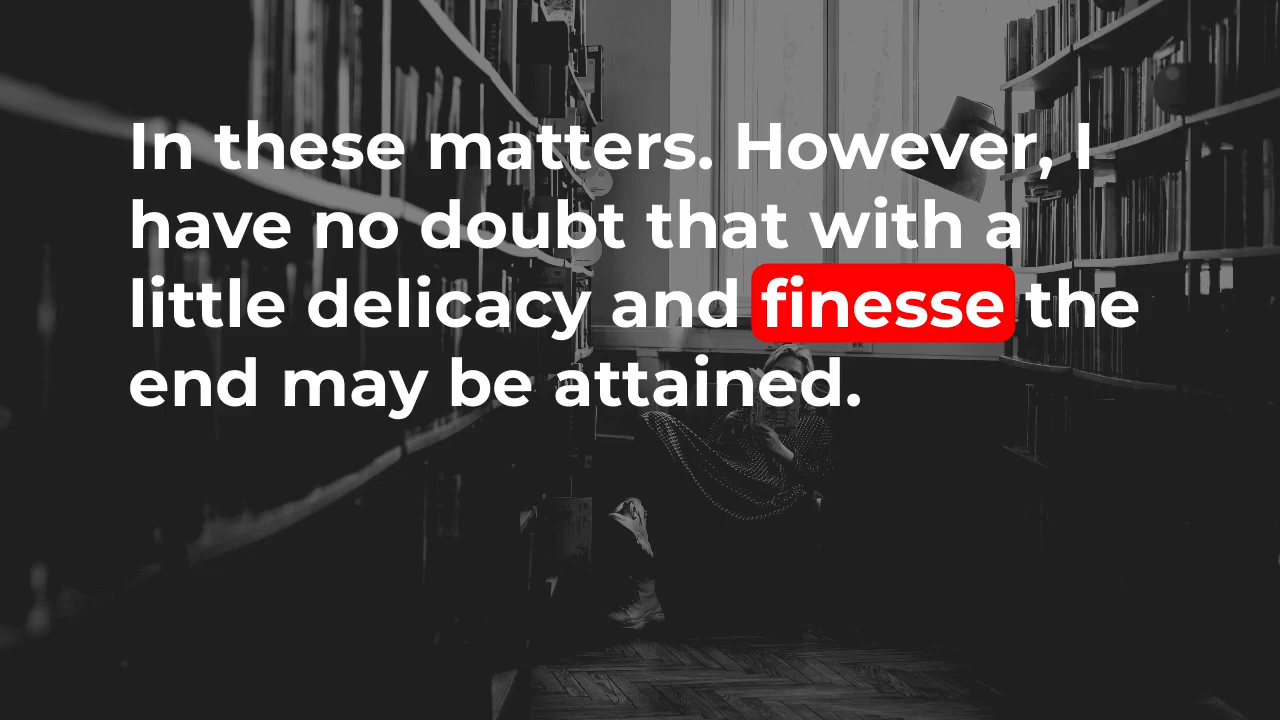 In these matters. However, I
have no doubt that with a
little delicacy and finesse the
end may be attained.